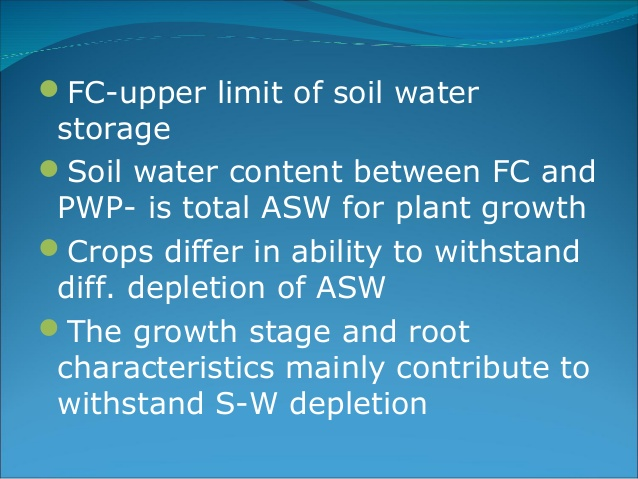 FC-upper limit of soil water
storage
Soil water content between FC and
PWP- is total ASW for plant growth
Crops differ in ability to withstand
diff. depletion of ASW
The growth stage and root
characteristics mainly contribute to
withstand S-W depletion